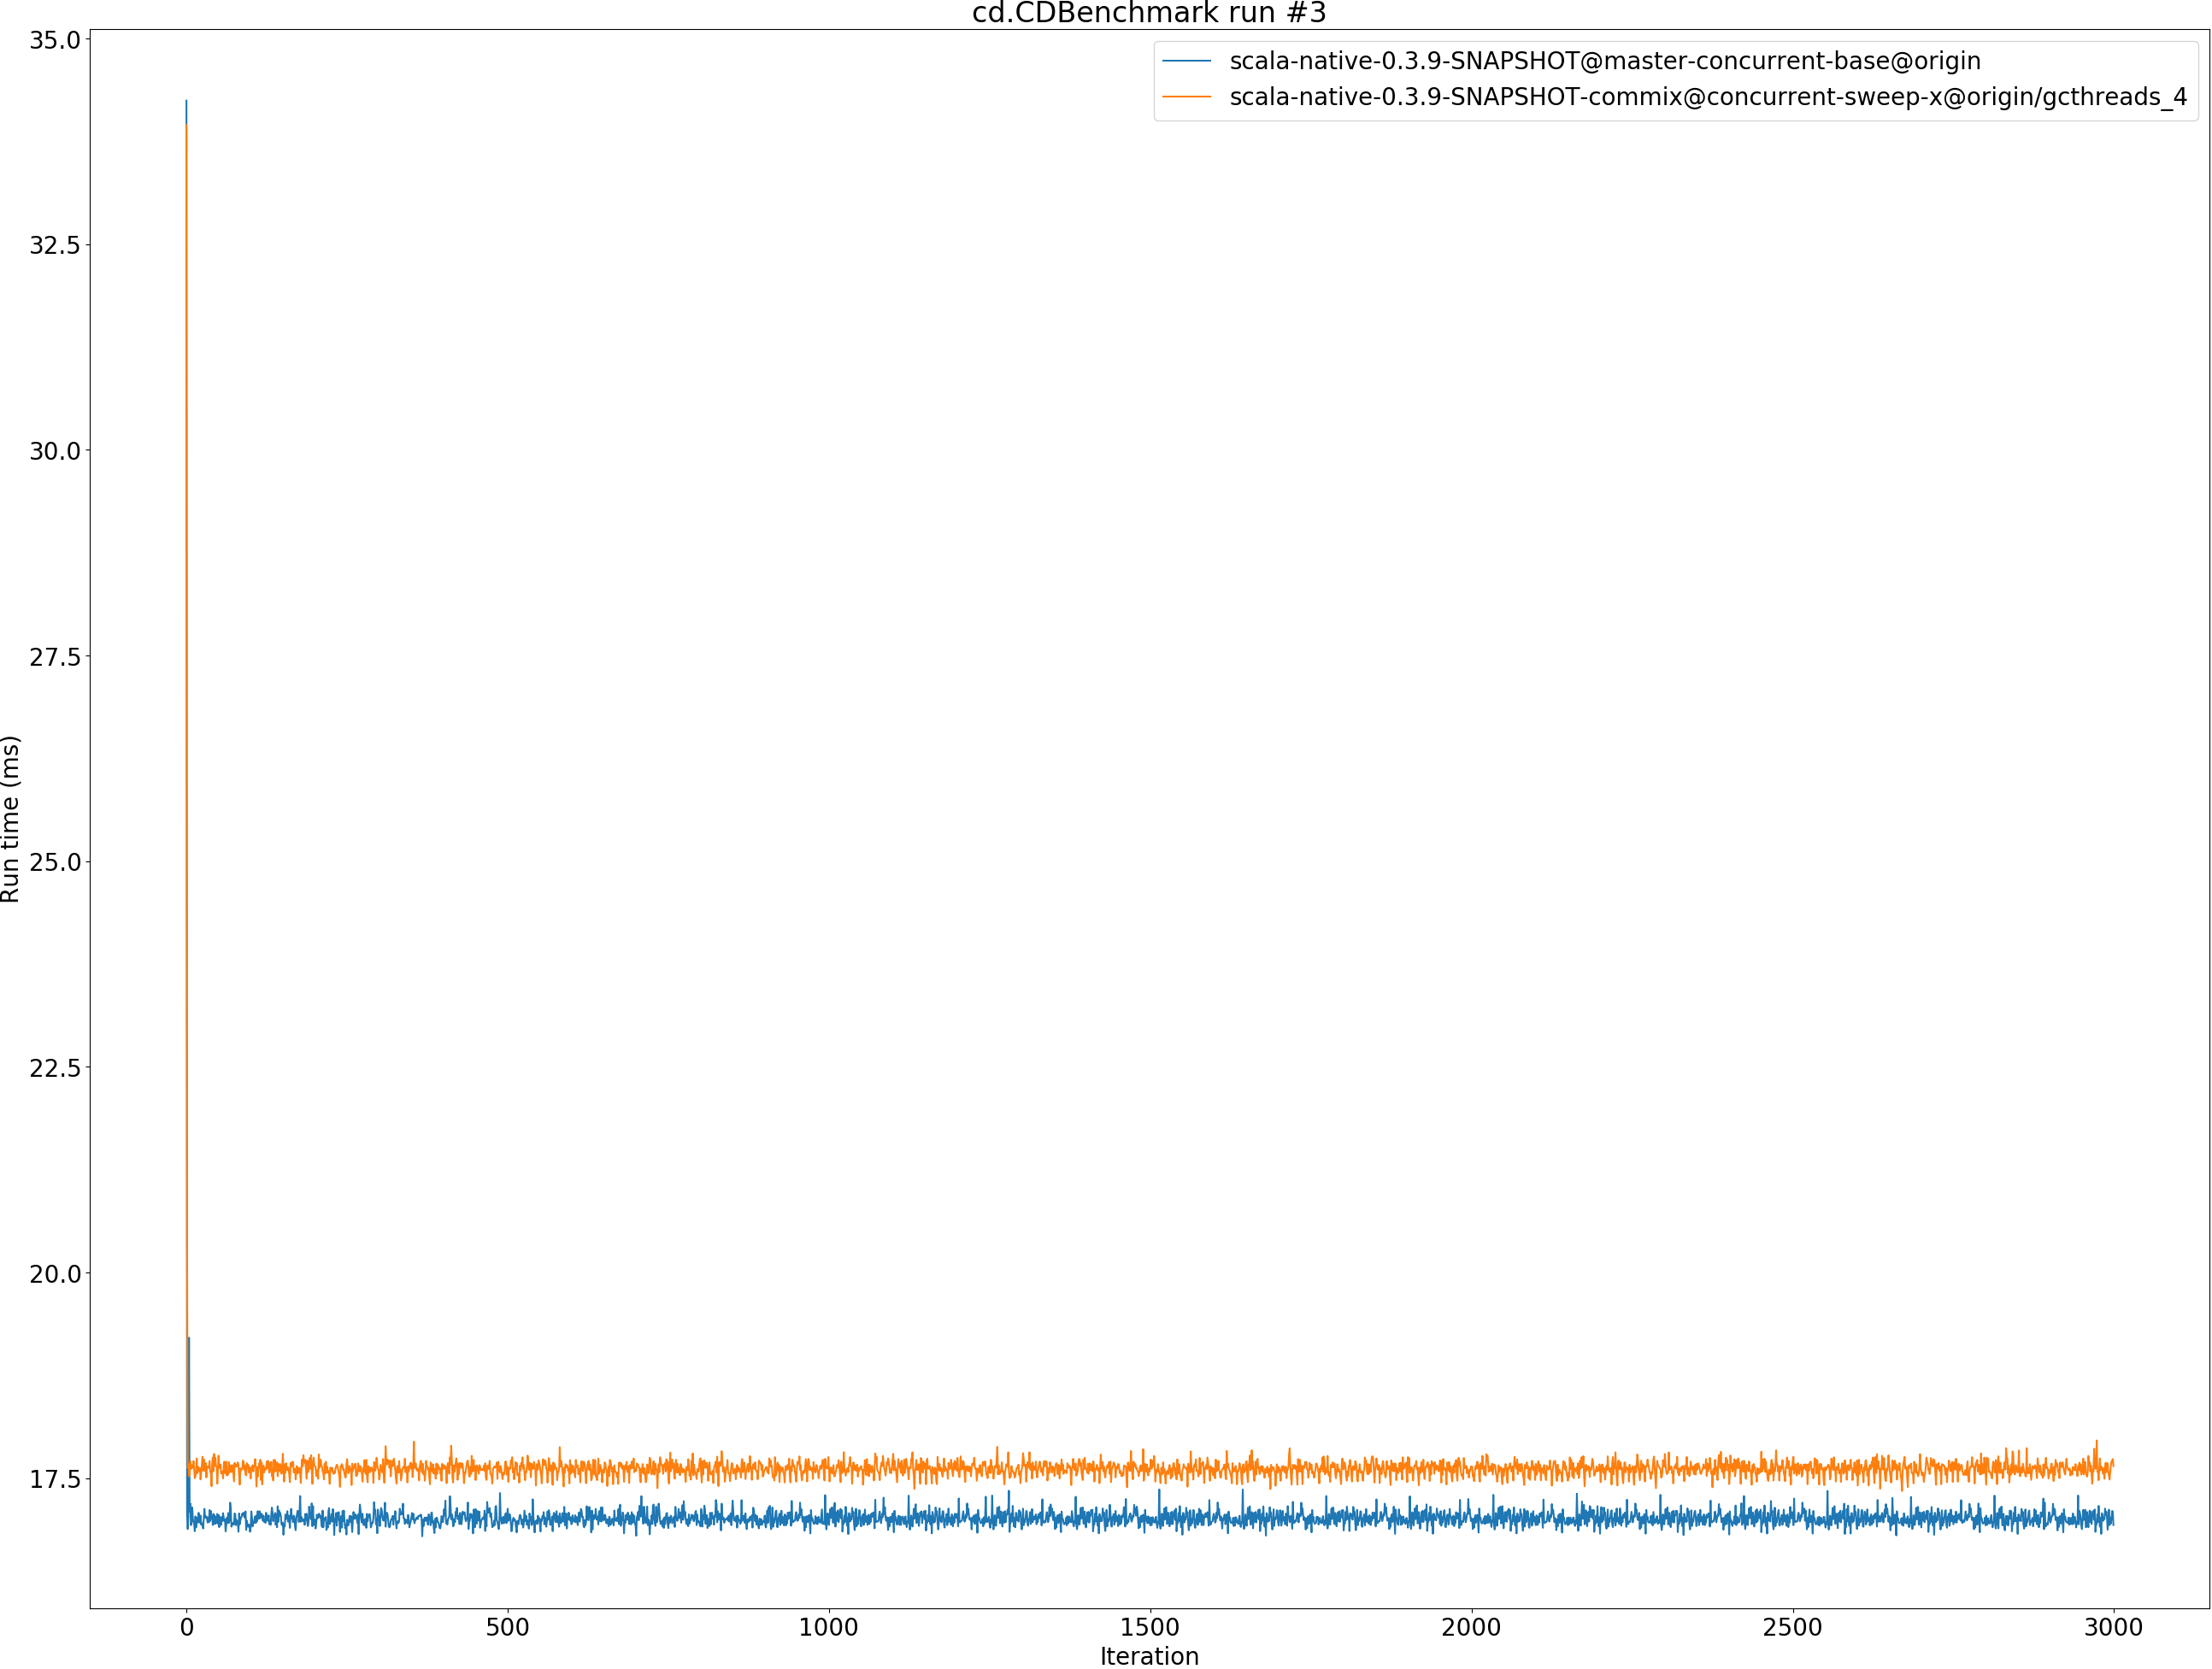 cd.CDBenchmark run #3
scala-native-0.3.9-SNAPSHOT@master-concurrent-base@origin
scala-native-0.3.9-SNAPSHOT-commix@concurrent-sweep-x@origin/gcthreads_4
Run time (ms)
35.0
32.5
30.0
27.5
25.0
22.5
20.0
17.5
0 500 1000 1500 2000 2500 3000
Iteration